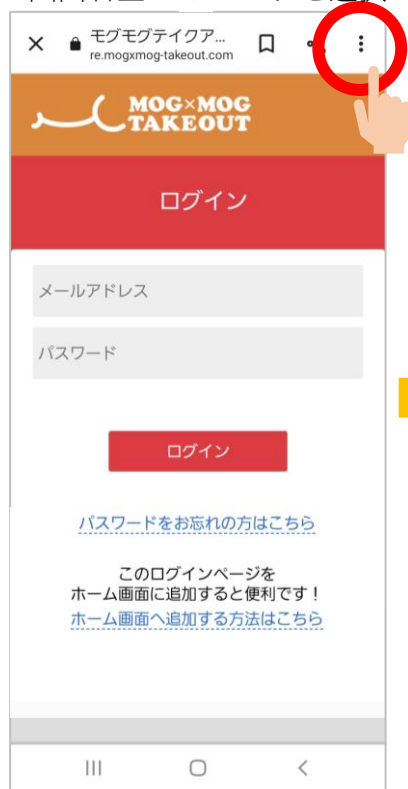 モグモグテイクア...
re.mogxmog-takeout.com
MOG×MOG
TAKEOUT
ログイン
メールアドレス
パスワード
ログイン
パスワードをお忘れの方はこちら
このログインページを
ホーム画面に追加すると便利です！
ホーム画面へ追加する方法はこちら